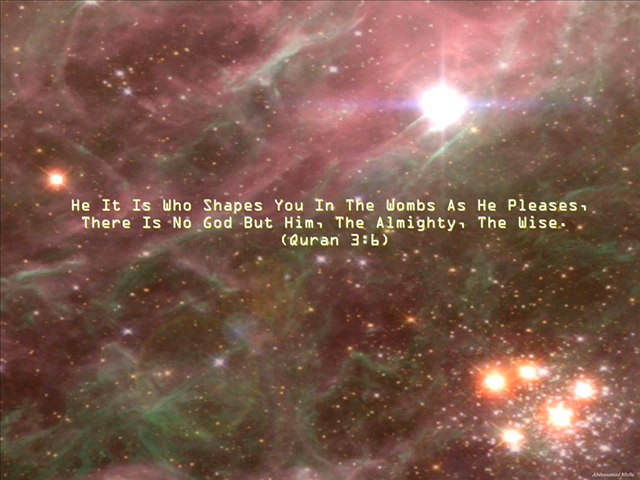 He It Is Who Shapes You In The Wombs As He Pleases,
There Is No God But Him, The Almighty, The Wise.
(Quran 3:6)